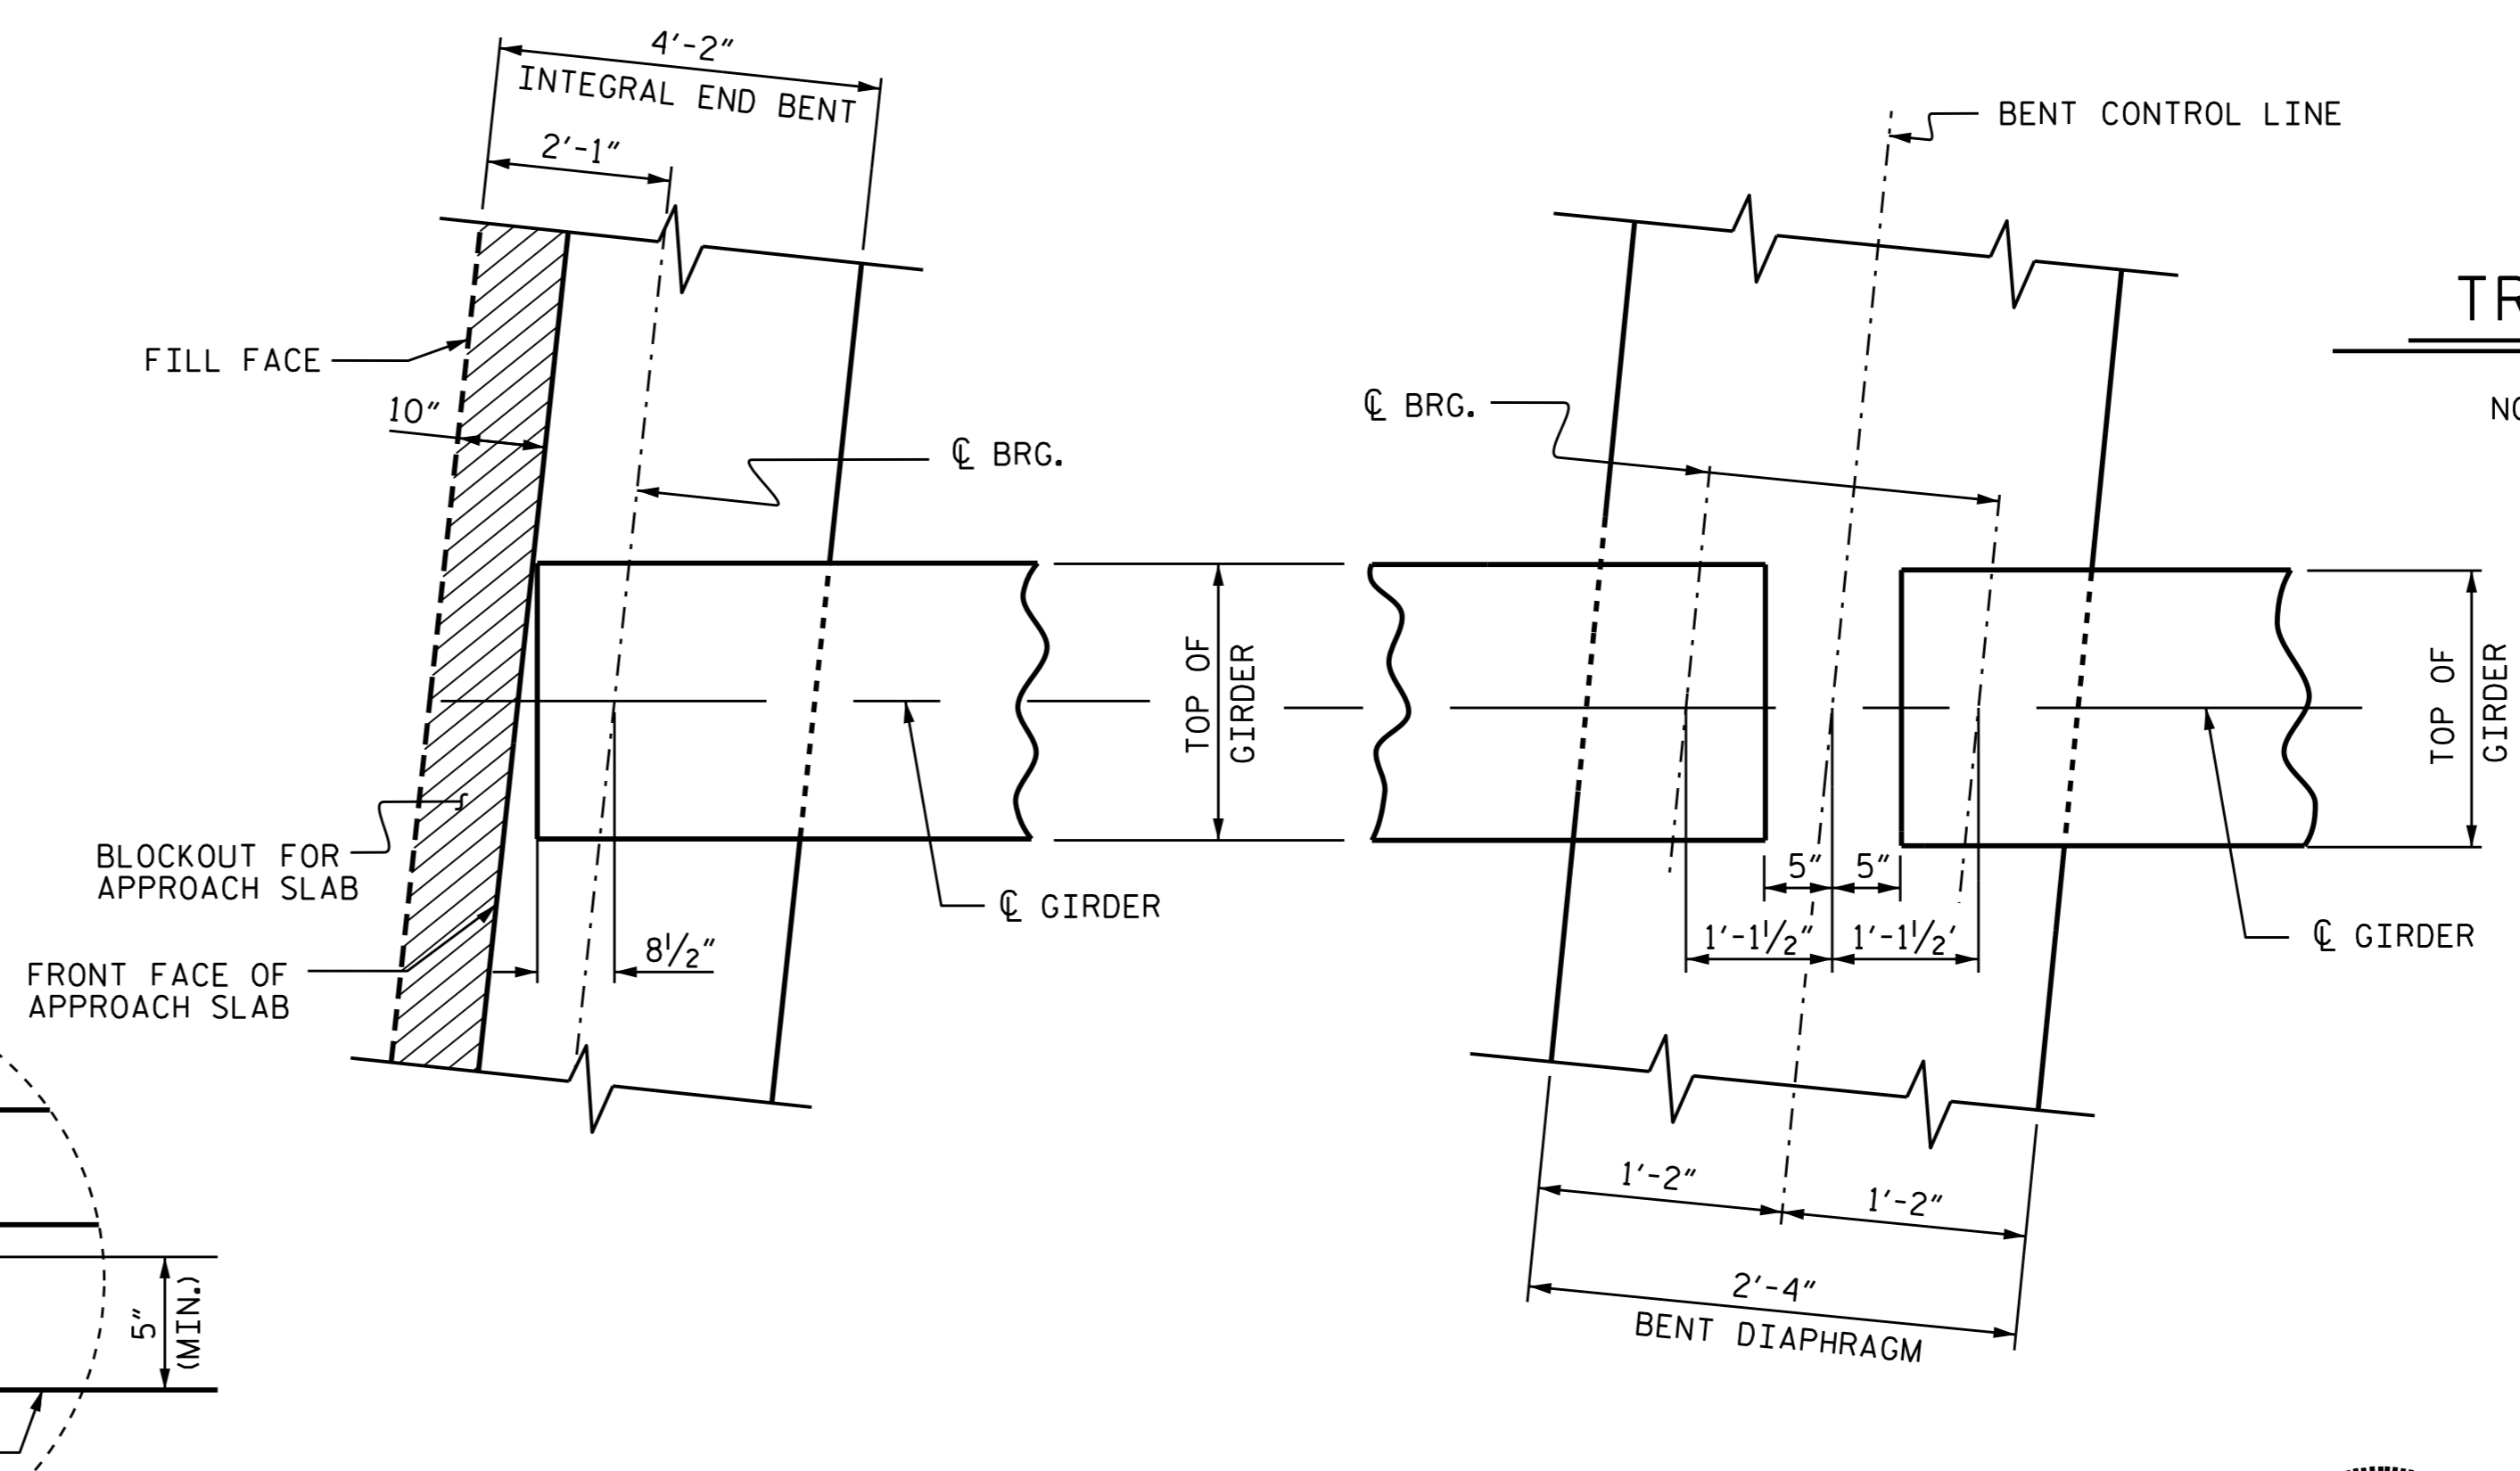 4'-2"
INTEGRAL END BENT
2'-1"
BENT CONTROL LINE
TR
FILL FACE
10"
℄ BRG.
℄ BRG.
NO
TOP OF
GIRDER
TOP OF
GIRDER
BLOCKOUT FOR
APPROACH SLAB
5" 5"
℄ GIRDER
℄ GIRDER
8½"
1'-1½" 1'-1½'
FRONT FACE OF
APPROACH SLAB
1'-2" 1'-2"
2'-4"
BENT DIAPHRAGM
5"
(MIN.)